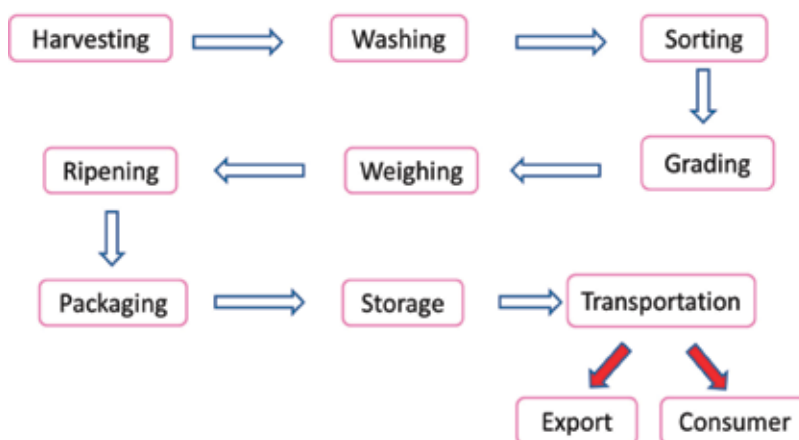 Harvesting
Washing
Sorting
Grading
Weighing
Ripening
Packaging
Storage
Transportation
Export
Consumer